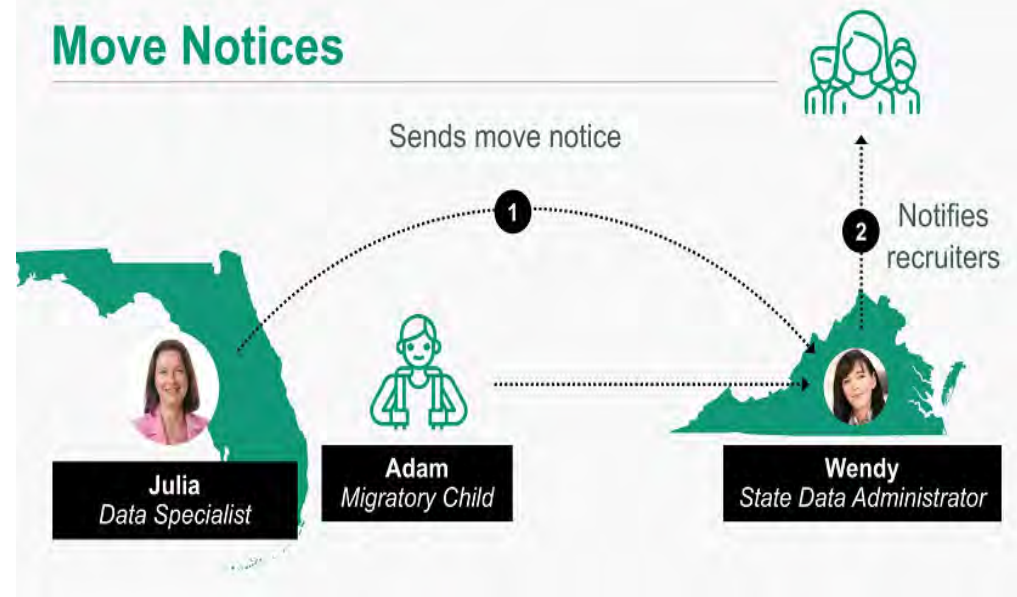 Move Notices
Sends move notice
1
2
Notifies
recruiters
Julia
Data Specialist
Adam
Migratory Child
Wendy
State Data Administrator